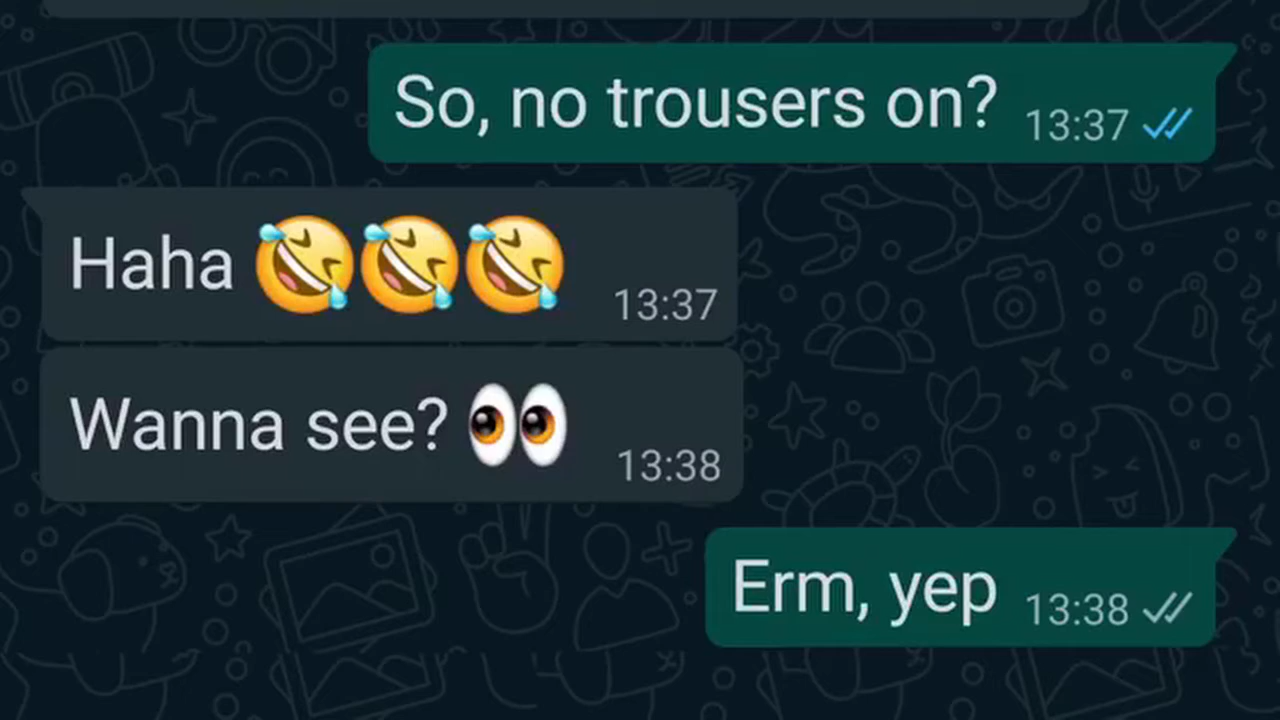 So, no trousers on? 13:37
Haha 🤣🤣🤣 13:37
Wanna see? 👀 13:38
Erm, yep 13:38